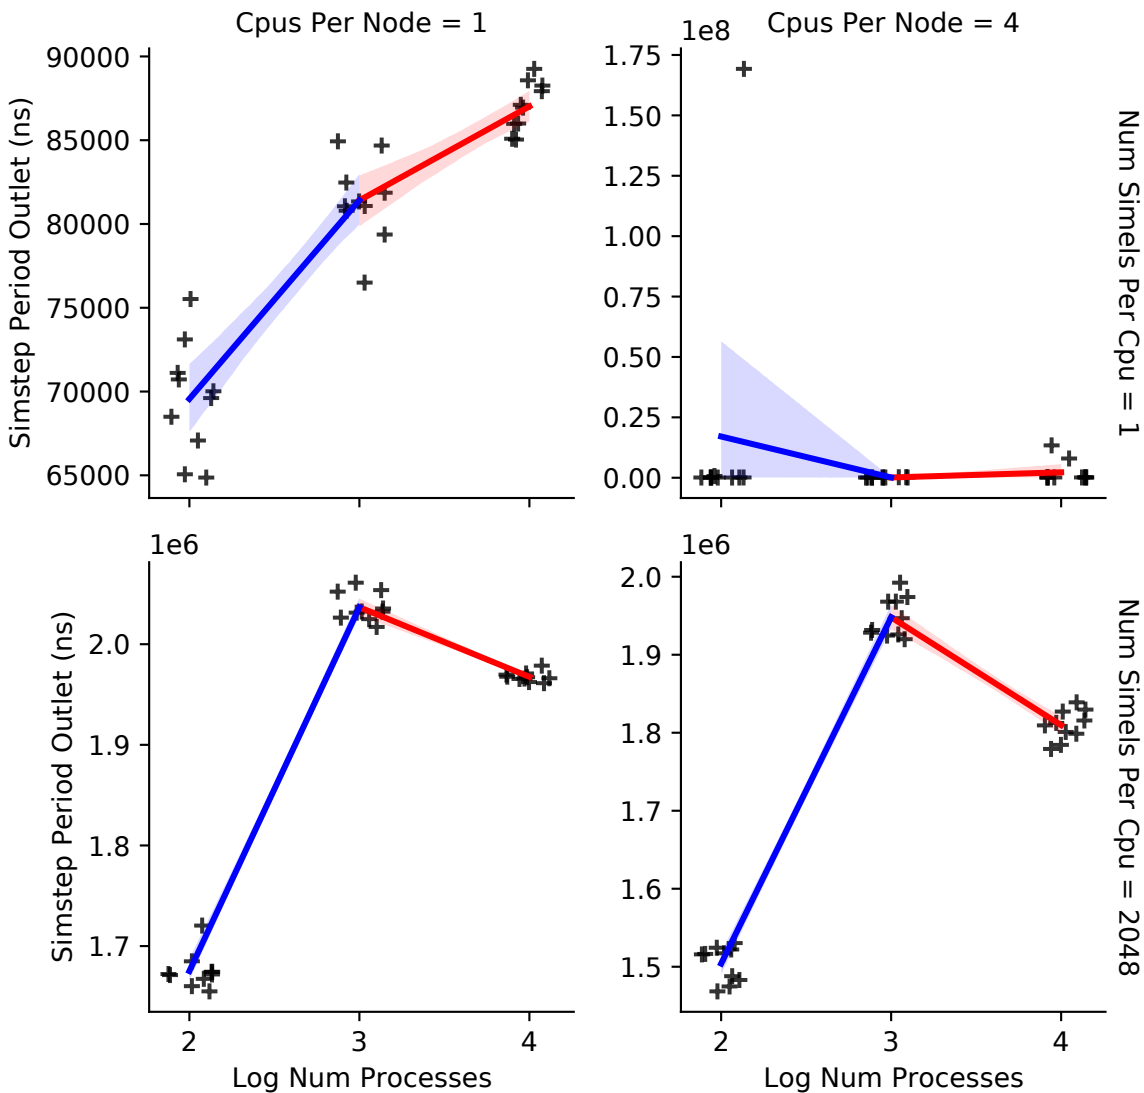 Cpus Per Node = 1
Cpus Per Node = 4
1e8
Simstep Period Outlet (ns)
90000
85000
80000
75000
70000
65000
1.75
1.50
1.25
1.00
0.75
0.50
0.25
0.00
Num Simels Per Cpu = 1
1e6
1e6
Simstep Period Outlet (ns)
2.0
1.9
1.8
1.7
2.0
1.9
1.8
1.7
1.6
1.5
Num Simels Per Cpu = 2048
2
3
4
2
3
4
Log Num Processes
Log Num Processes